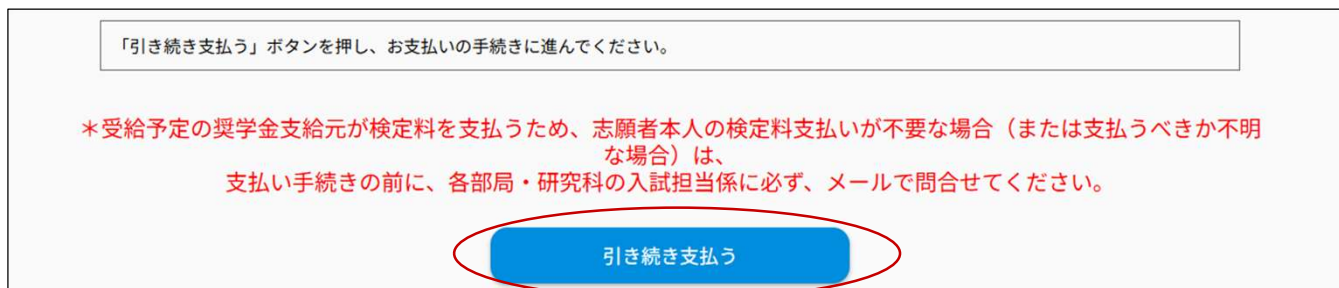 「引き続き支払う」ボタンを押し、お支払いの手続きに進んでください。
＊受給予定の奨学金支給元が検定料を支払うため、志願者本人の検定料支払いが不要な場合（または支払うべきか不明
な場合）は、
支払い手続きの前に、各部局・研究科の入試担当係に必ず、メールで問合せてください。
引き続き支払う